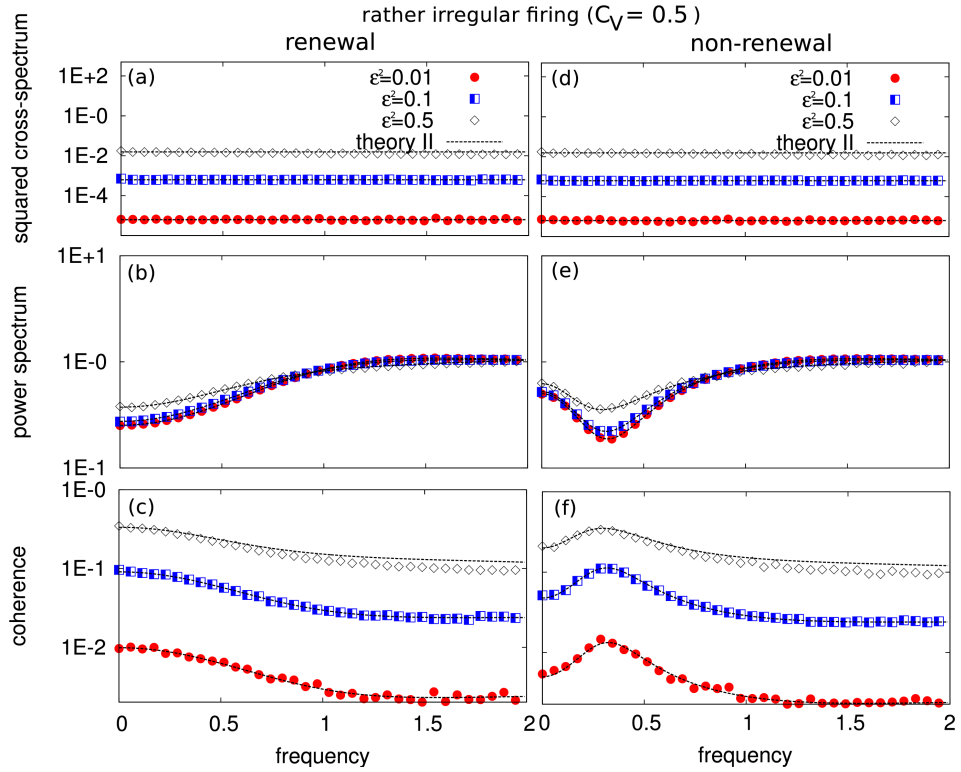 rather irregular firing (C_V = 0.5 )
renewal
non-renewal
squared cross-spectrum
1E+2
1E-0
1E-2
1E-4
(a)
ε²=0.01
ε²=0.1
ε²=0.5
theory II
(d)
ε²=0.01
ε²=0.1
ε²=0.5
theory II
power spectrum
1E+1
1E-0
1E-1
(b)
(e)
coherence
1E-0
1E-1
1E-2
(c)
(f)
0 0.5 1 1.5 2
0 0.5 1 1.5 2
frequency
frequency